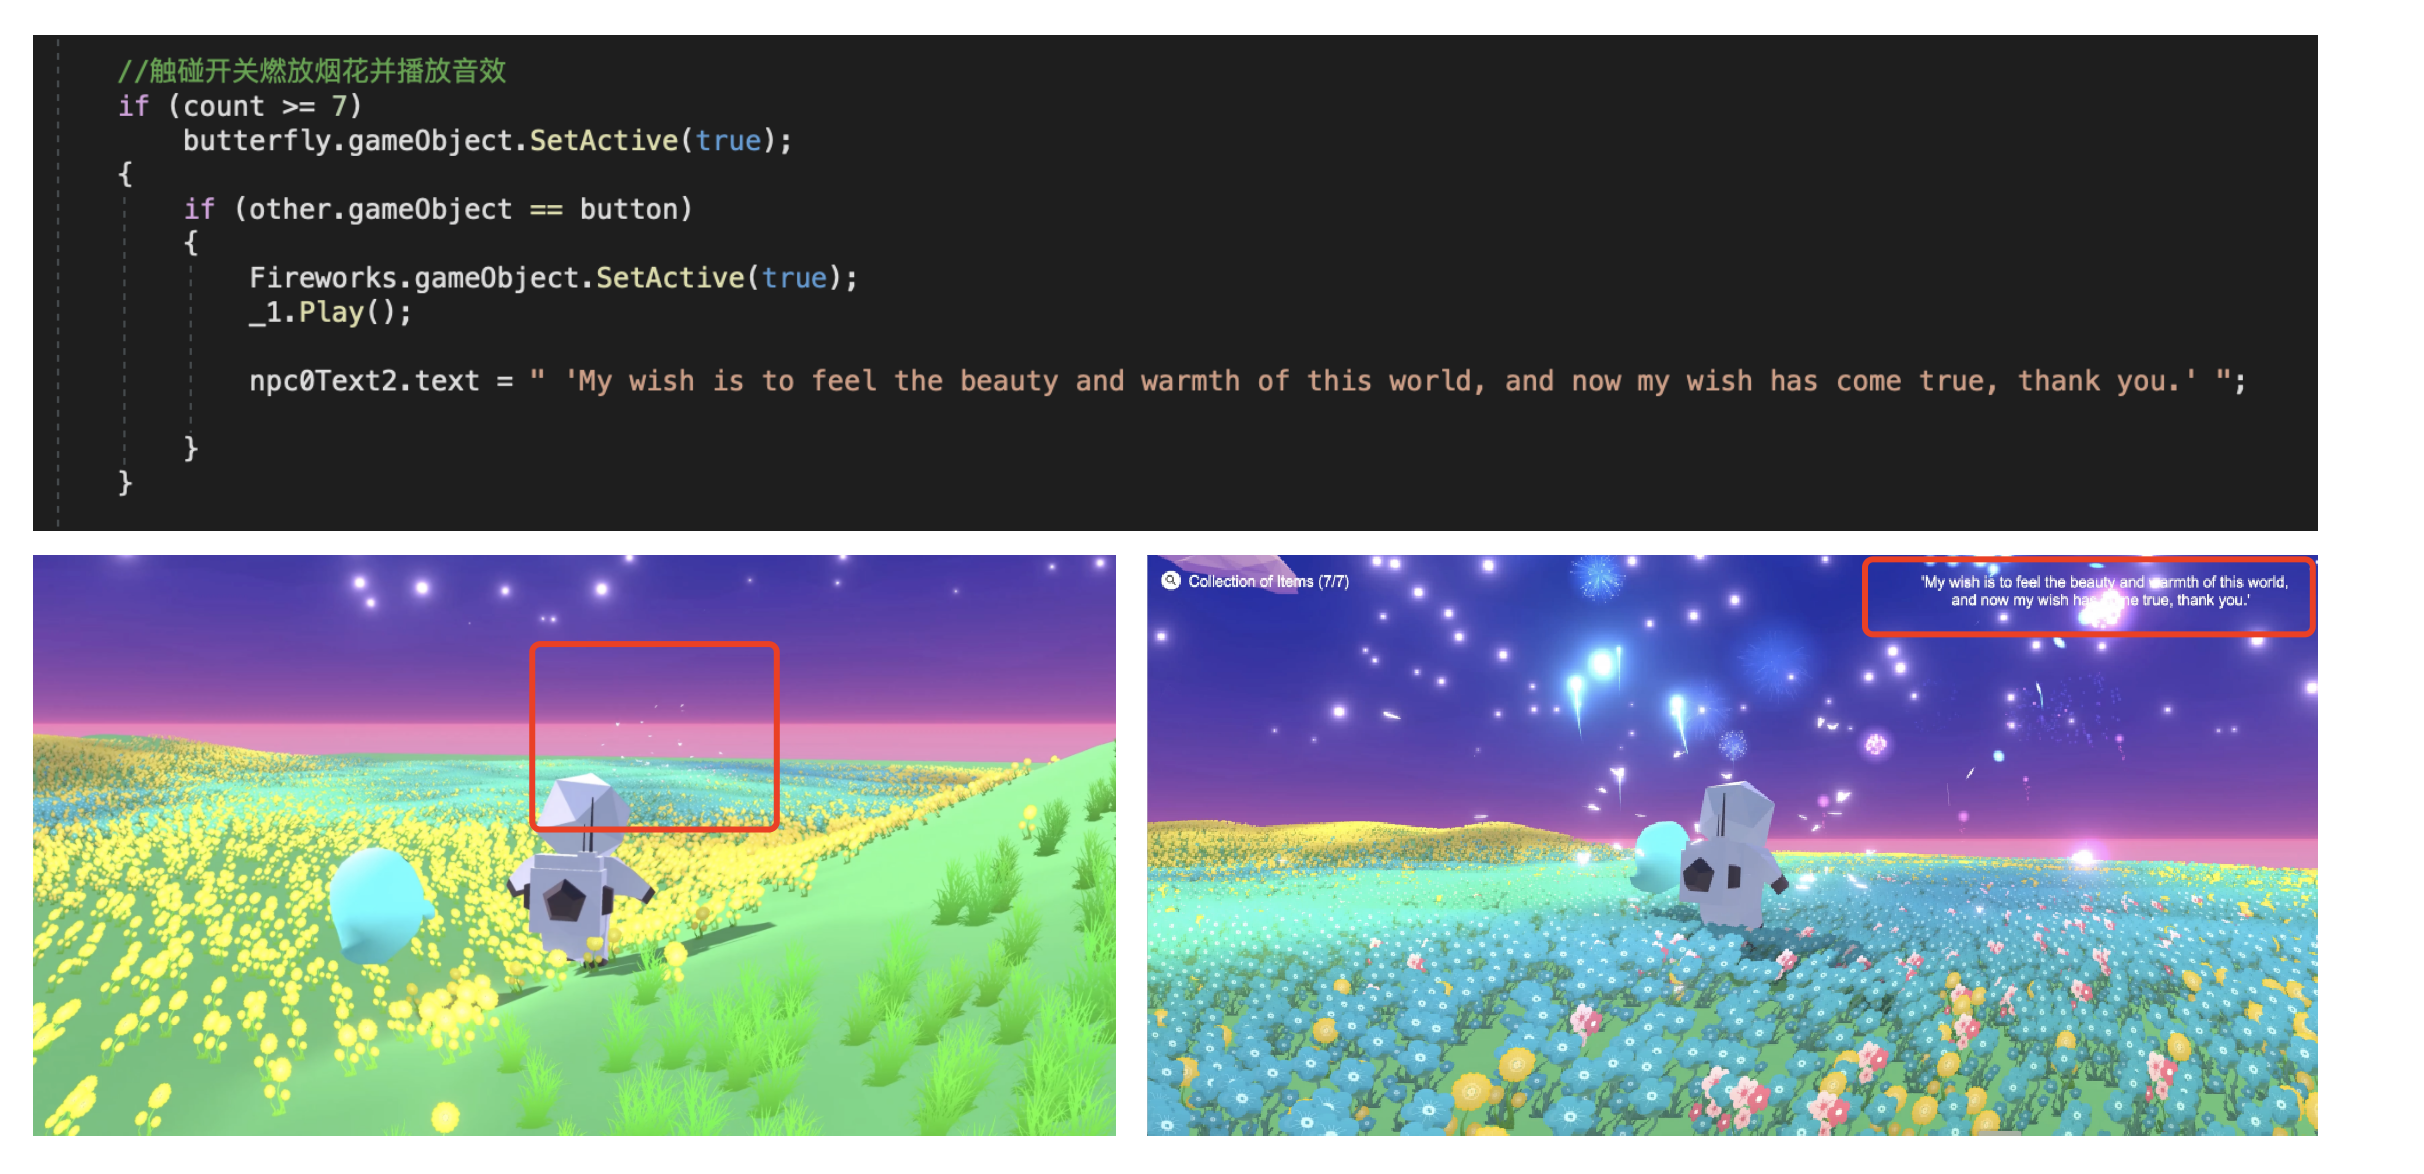 //触碰开关燃放烟花并播放音效
if (count >= 7)
butterfly.gameObject.SetActive(true);
{
if (other.gameObject == button)
{
Fireworks.gameObject.SetActive(true);
_1.Play();
npc0Text2.text = " 'My wish is to feel the beauty and warmth of this world, and now my wish has come true, thank you.' ";
}
}
Collection of Items (7/7)
'My wish is to feel the beauty and warmth of this world,
and now my wish has come true, thank you.'